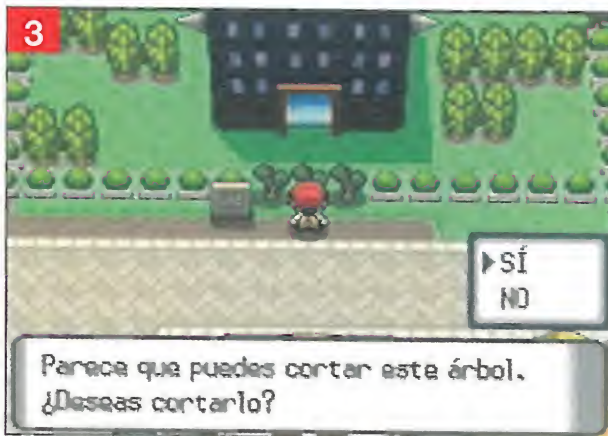 3
SÍ
NO
Parece que puedes cortar este árbol.
¿Deseas cortarlo?